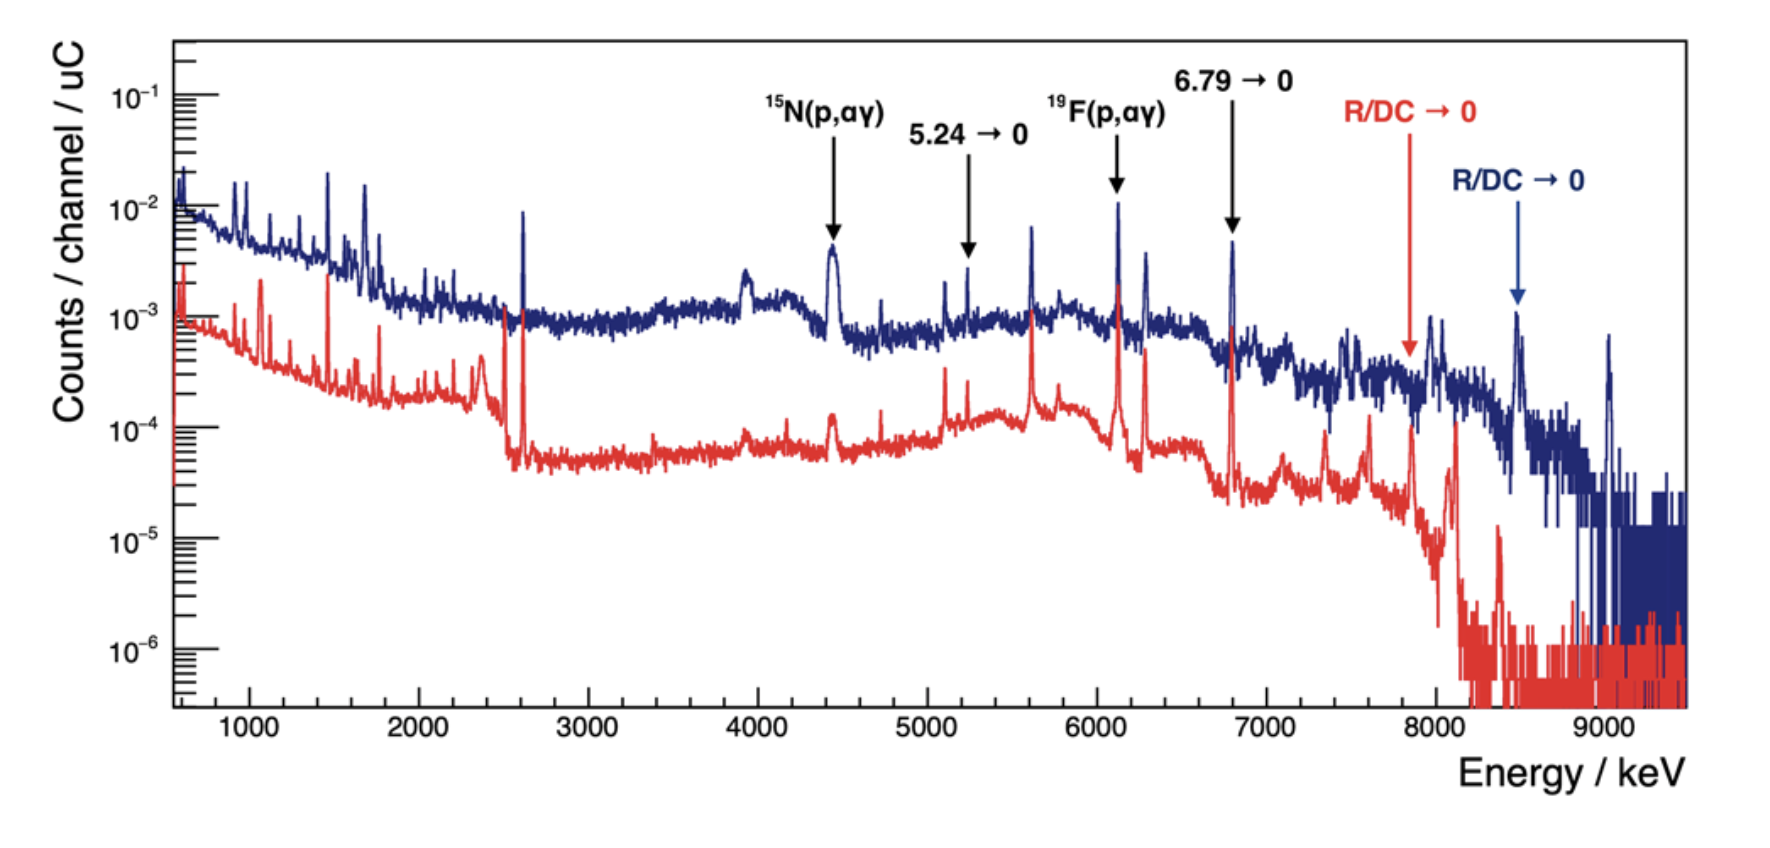 Counts / channel / uC
10⁻¹
10⁻²
10⁻³
10⁻⁴
10⁻⁵
10⁻⁶
6.79 → 0
¹⁵N(p,αγ)
5.24 → 0
¹⁹F(p,αγ)
R/DC → 0
R/DC → 0
1000 2000 3000 4000 5000 6000 7000 8000 9000
Energy / keV